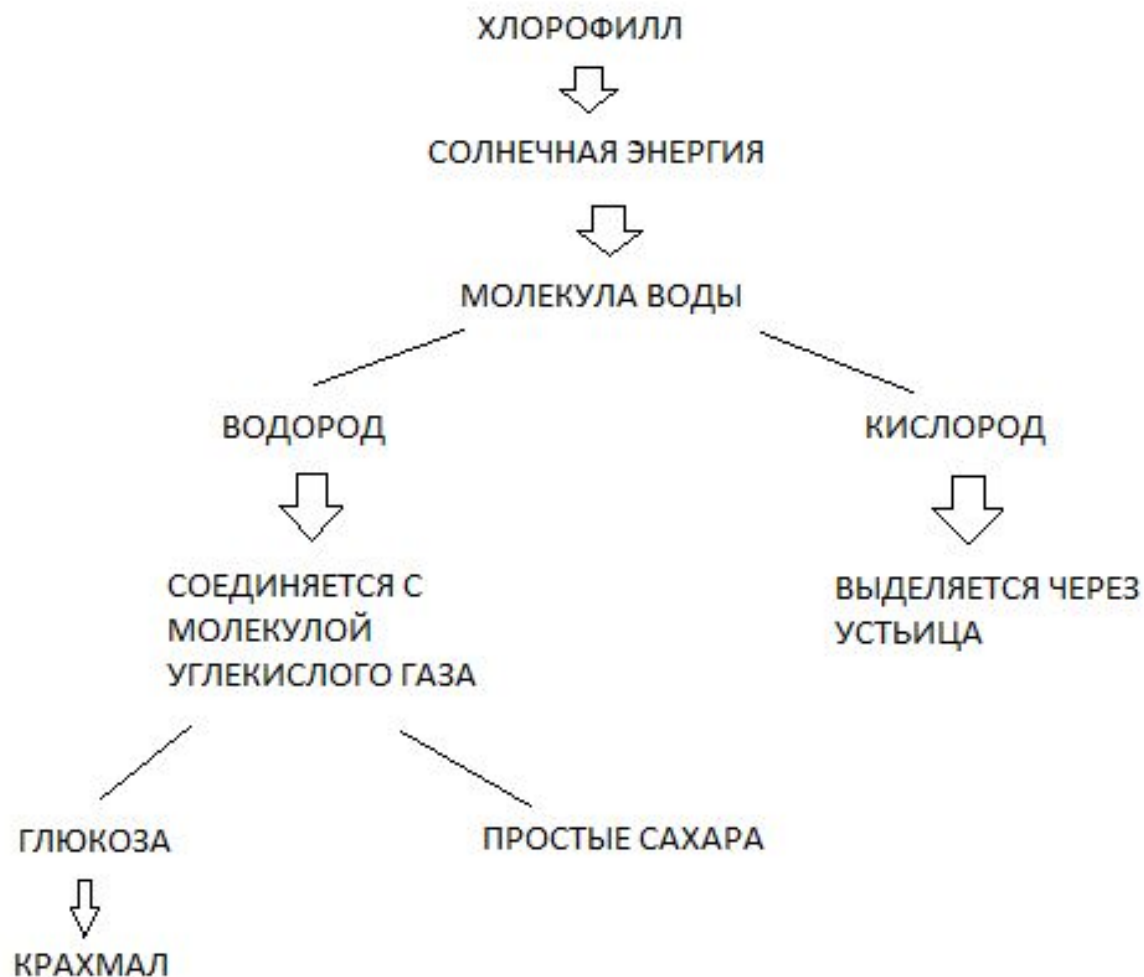 ХЛОРОФИЛЛ
СОЛНЕЧНАЯ ЭНЕРГИЯ
МОЛЕКУЛА ВОДЫ
ВОДОРОД
КИСЛОРОД
СОЕДИНЯЕТСЯ С
МОЛЕКУЛОЙ
УГЛЕКИСЛОГО ГАЗА
ВЫДЕЛЯЕТСЯ ЧЕРЕЗ
УСТЬИЦА
ГЛЮКОЗА
ПРОСТЫЕ САХАРА
КРАХМАЛ